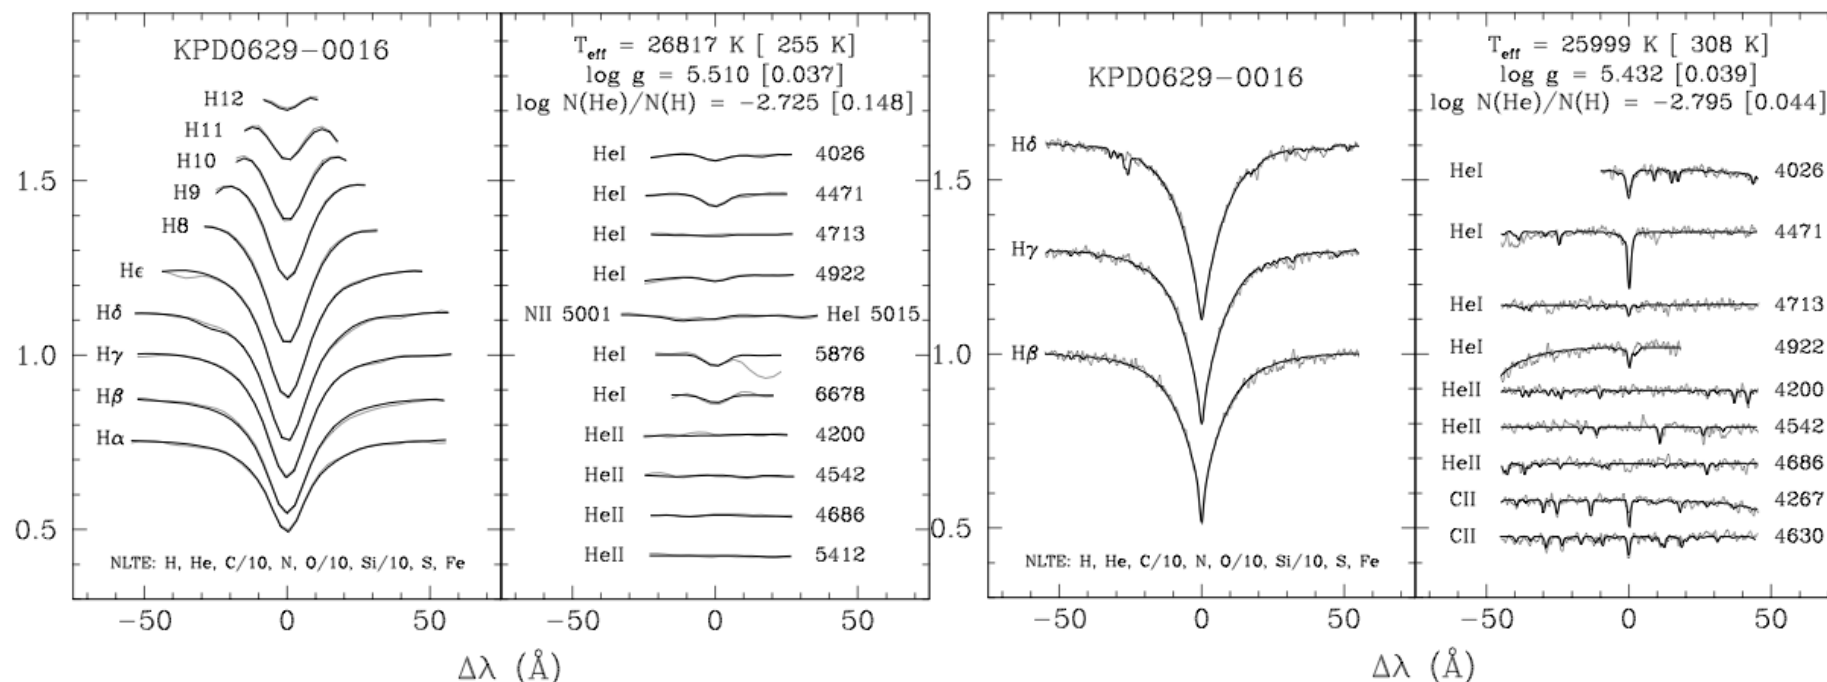 KPD0629−0016
H12
H11
H10
H9
H8
Hϵ
Hδ
Hγ
Hβ
Hα
1.5
1.0
0.5
NLTE: H, He, C/10, N, O/10, Si/10, S, Fe
−50 0 50
T_eff = 26817 K [ 255 K]
log g = 5.510 [0.037]
log N(He)/N(H) = −2.725 [0.148]
HeI 4026
HeI 4471
HeI 4713
HeI 4922
NII 5001 HeI 5015
HeI 5876
HeI 6678
HeII 4200
HeII 4542
HeII 4686
HeII 5412
−50 0 50
Δλ (Å)
KPD0629−0016
Hδ
Hγ
Hβ
1.5
1.0
0.5
NLTE: H, He, C/10, N, O/10, Si/10, S, Fe
−50 0 50
T_eff = 25999 K [ 308 K]
log g = 5.432 [0.039]
log N(He)/N(H) = −2.795 [0.044]
HeI 4026
HeI 4471
HeI 4713
HeI 4922
HeII 4200
HeII 4542
HeII 4686
CII 4267
CII 4630
−50 0 50
Δλ (Å)